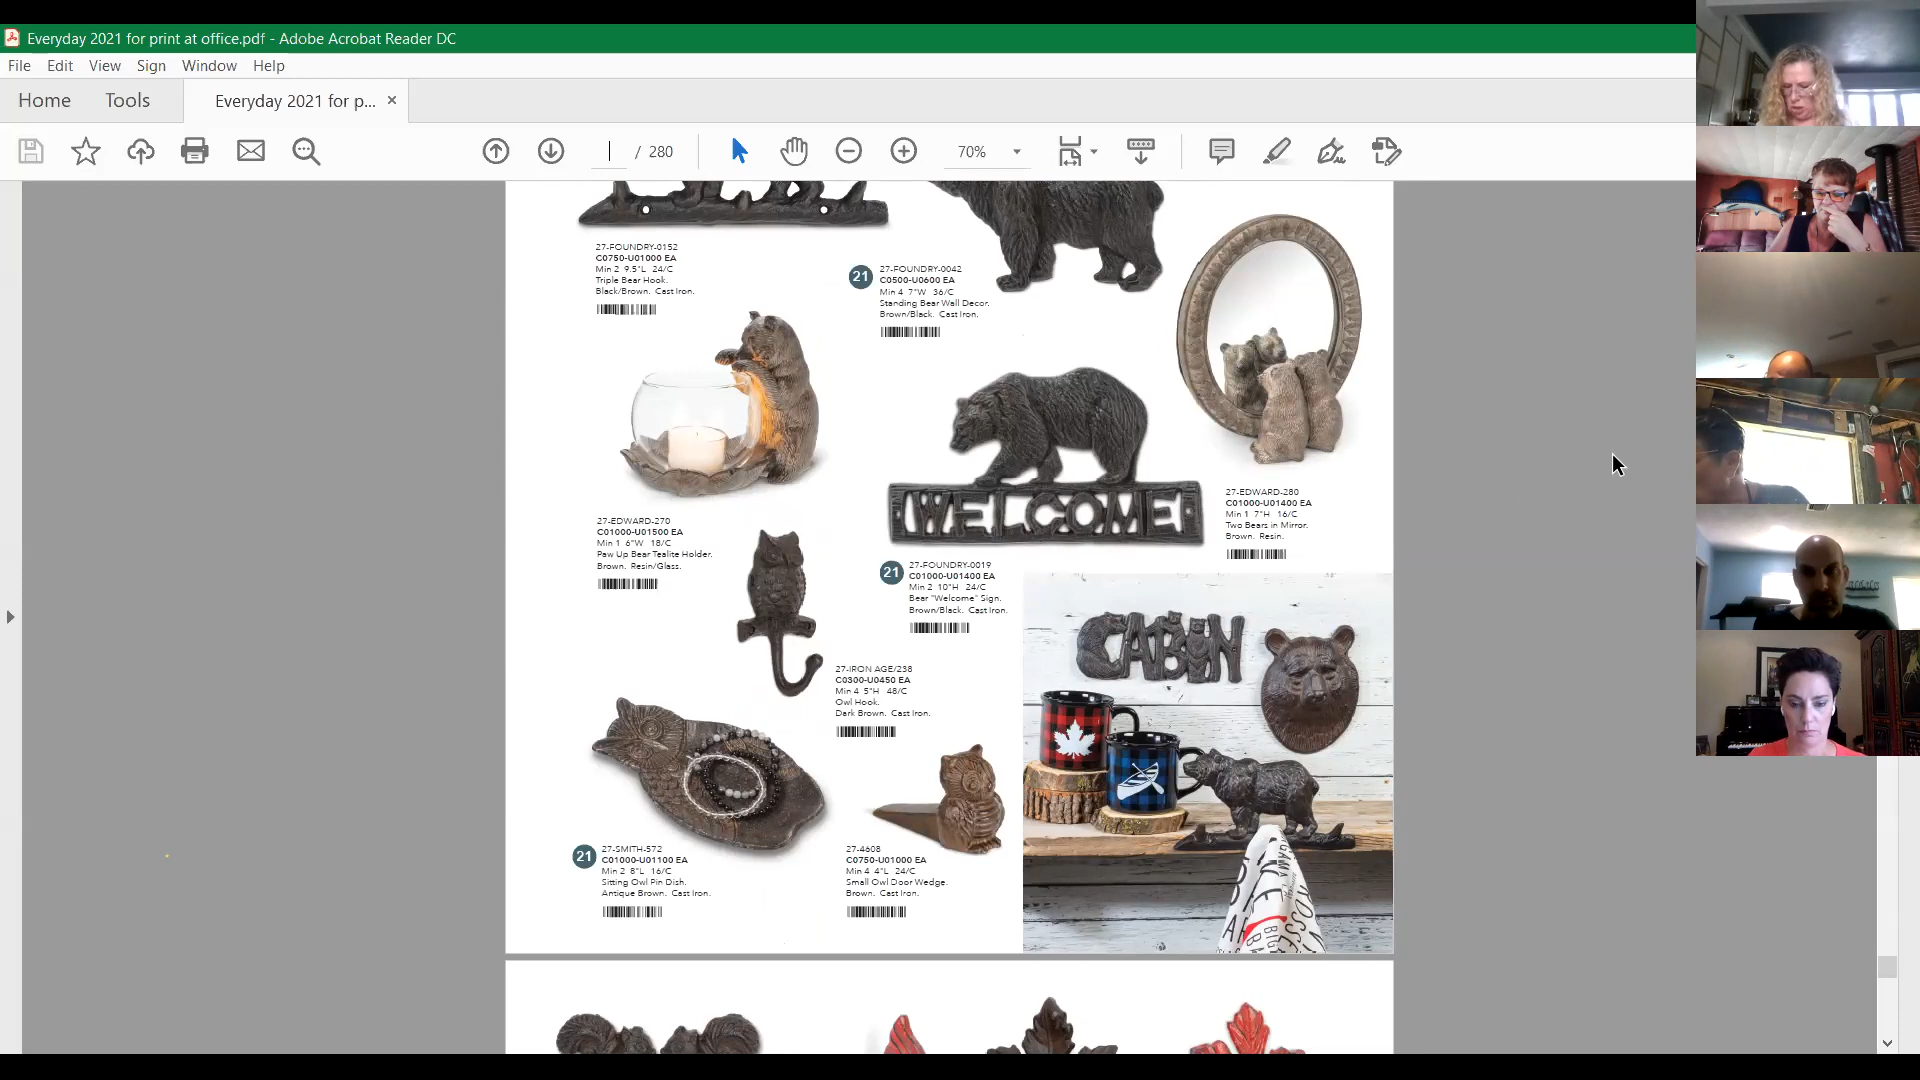 Everyday 2021 for print at office.pdf - Adobe Acrobat Reader DC
File Edit View Sign Window Help
Home Tools Everyday 2021 for p... ×
/ 280 70%
27-FOUNDRY-0152
C0750-U01000 EA
Min 2 9.5"L 24/C
Triple Bear Hook.
Black/Brown. Cast Iron.
21
27-FOUNDRY-0042
C0500-U0600 EA
Min 4 7"W 36/C
Standing Bear Wall Decor.
Brown/Black. Cast Iron.
WELCOME
27-EDWARD-280
C01000-U01400 EA
Min 1 7"H 16/C
Two Bears in Mirror.
Brown. Resin.
27-EDWARD-270
C01000-U01500 EA
Min 1 6"W 18/C
Paw Up Bear Tealite Holder.
Brown. Resin/Glass.
21
27-FOUNDRY-0019
C01000-U01400 EA
Min 2 10"H 24/C
Bear "Welcome" Sign.
Brown/Black. Cast Iron.
CABIN
27-IRON AGE/238
C0300-U0450 EA
Min 4 5"H 48/C
Owl Hook.
Dark Brown. Cast Iron.
21
27-SMITH-572
C01000-U01100 EA
Min 2 8"L 16/C
Sitting Owl Pin Dish.
Antique Brown. Cast Iron.
27-4608
C0750-U01000 EA
Min 4 4"L 24/C
Small Owl Door Wedge.
Brown. Cast Iron.